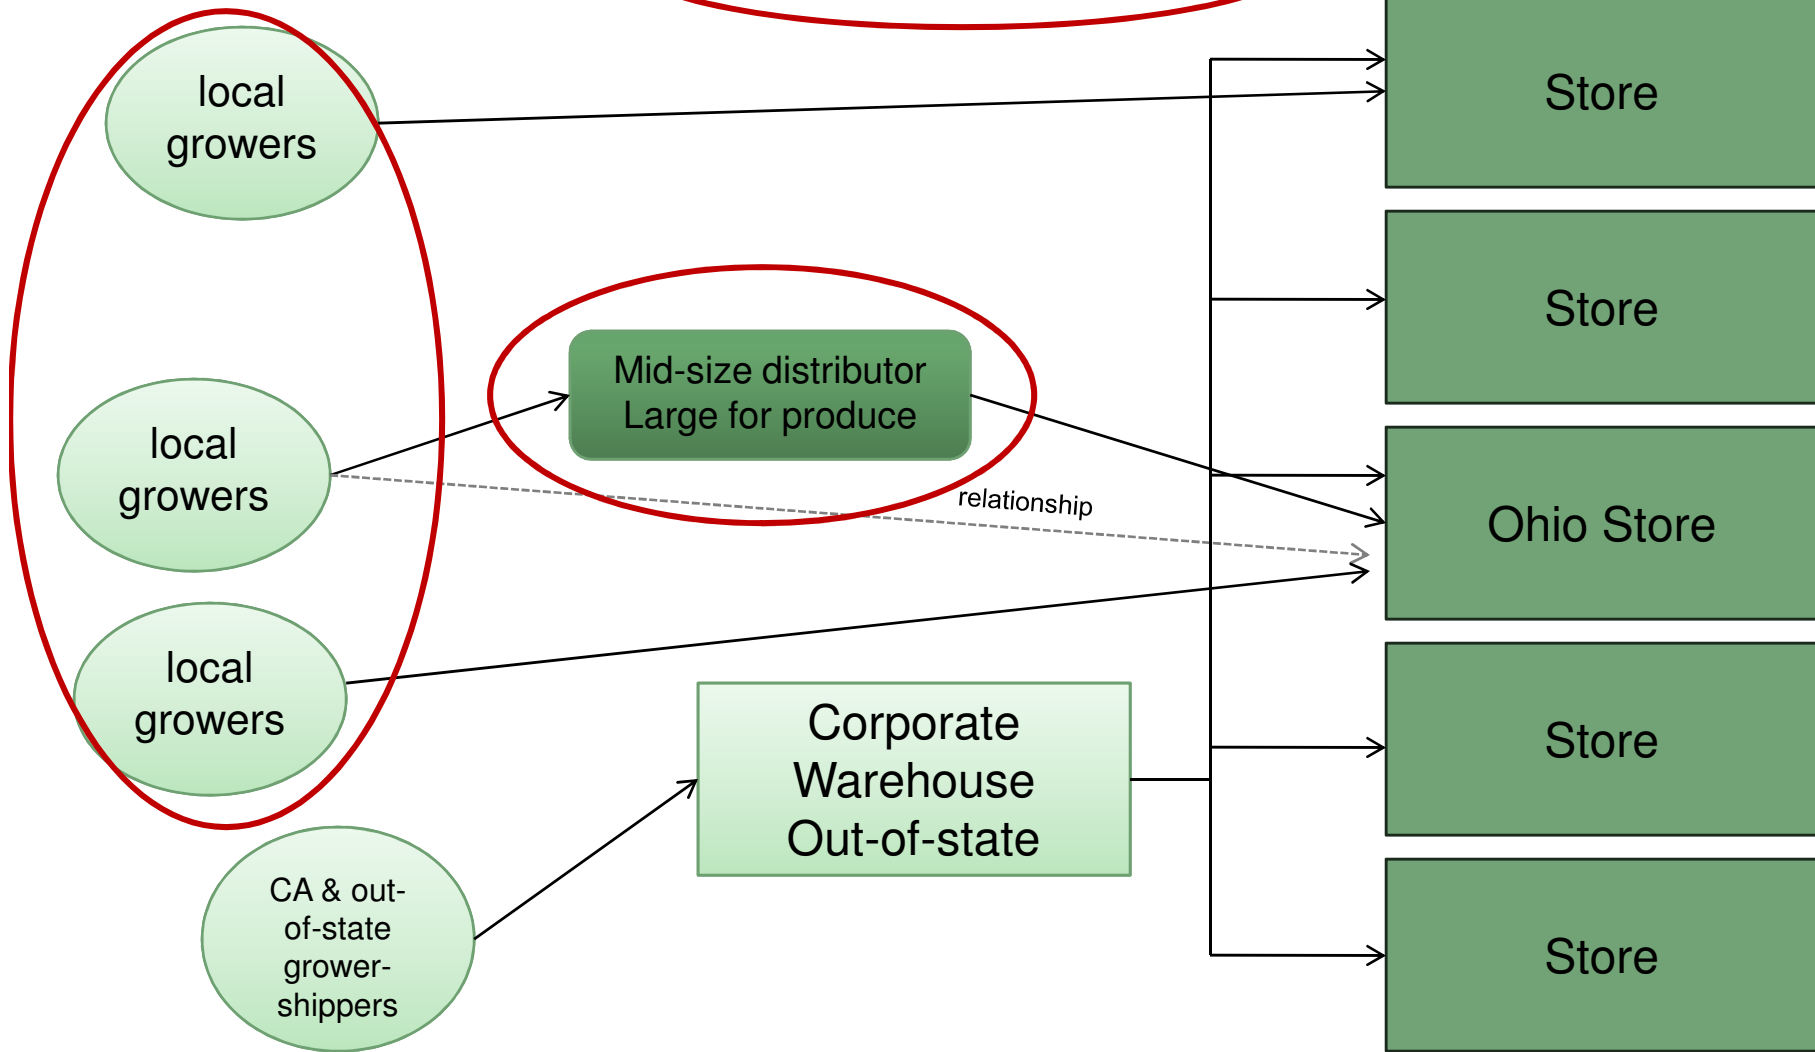 local
growers
Store
Store
Mid-size distributor
Large for produce
local
growers
relationship
Ohio Store
local
growers
Corporate
Warehouse
Out-of-state
Store
CA & out-
of-state
grower-
shippers
Store